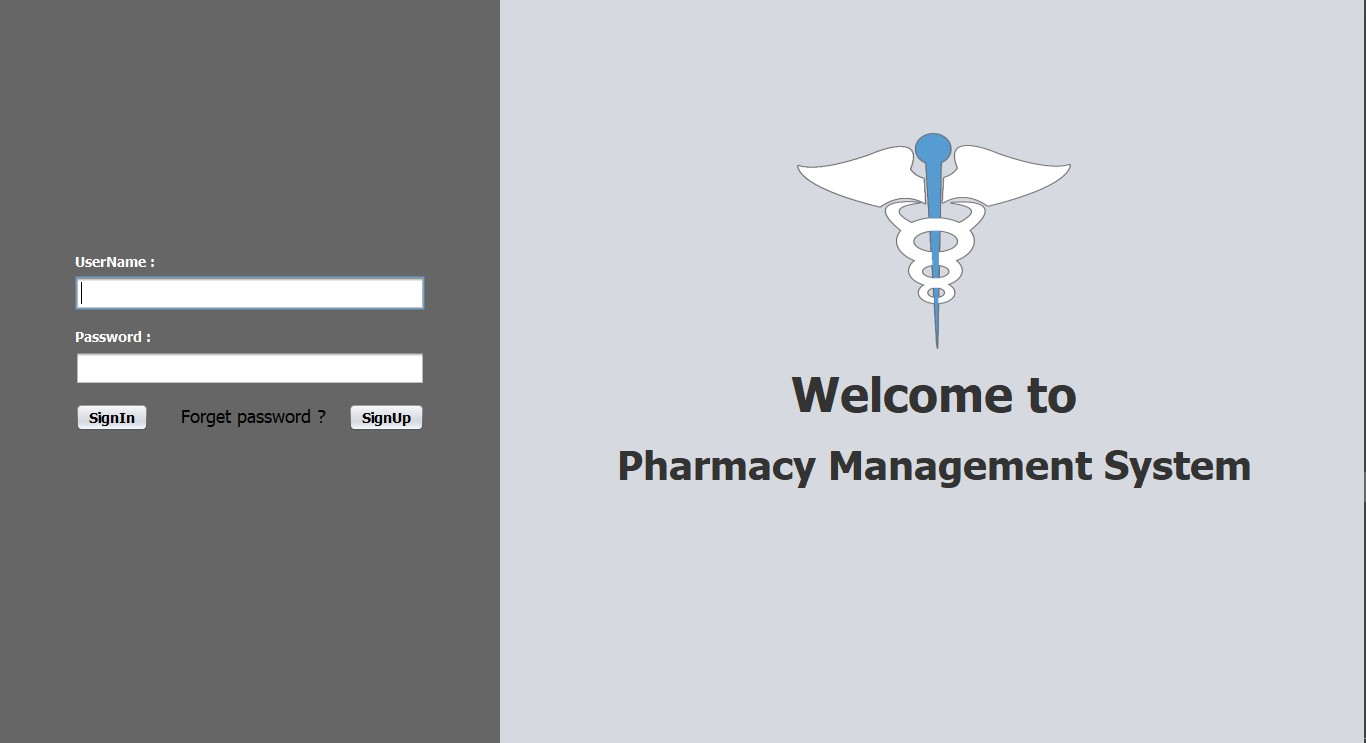 UserName :
Password :
SignIn Forget password ? SignUp
Welcome to
Pharmacy Management System